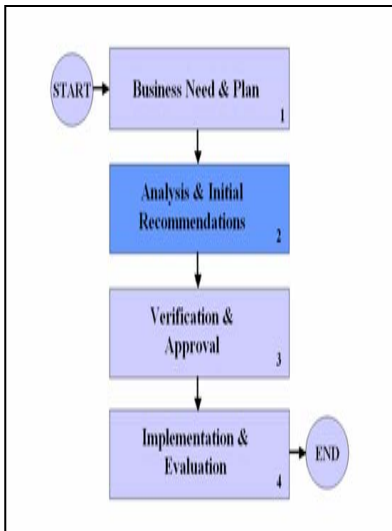 START
Business Need & Plan
1
Analysis & Initial
Recommendations
2
Verification &
Approval
3
Implementation &
Evaluation
4
END